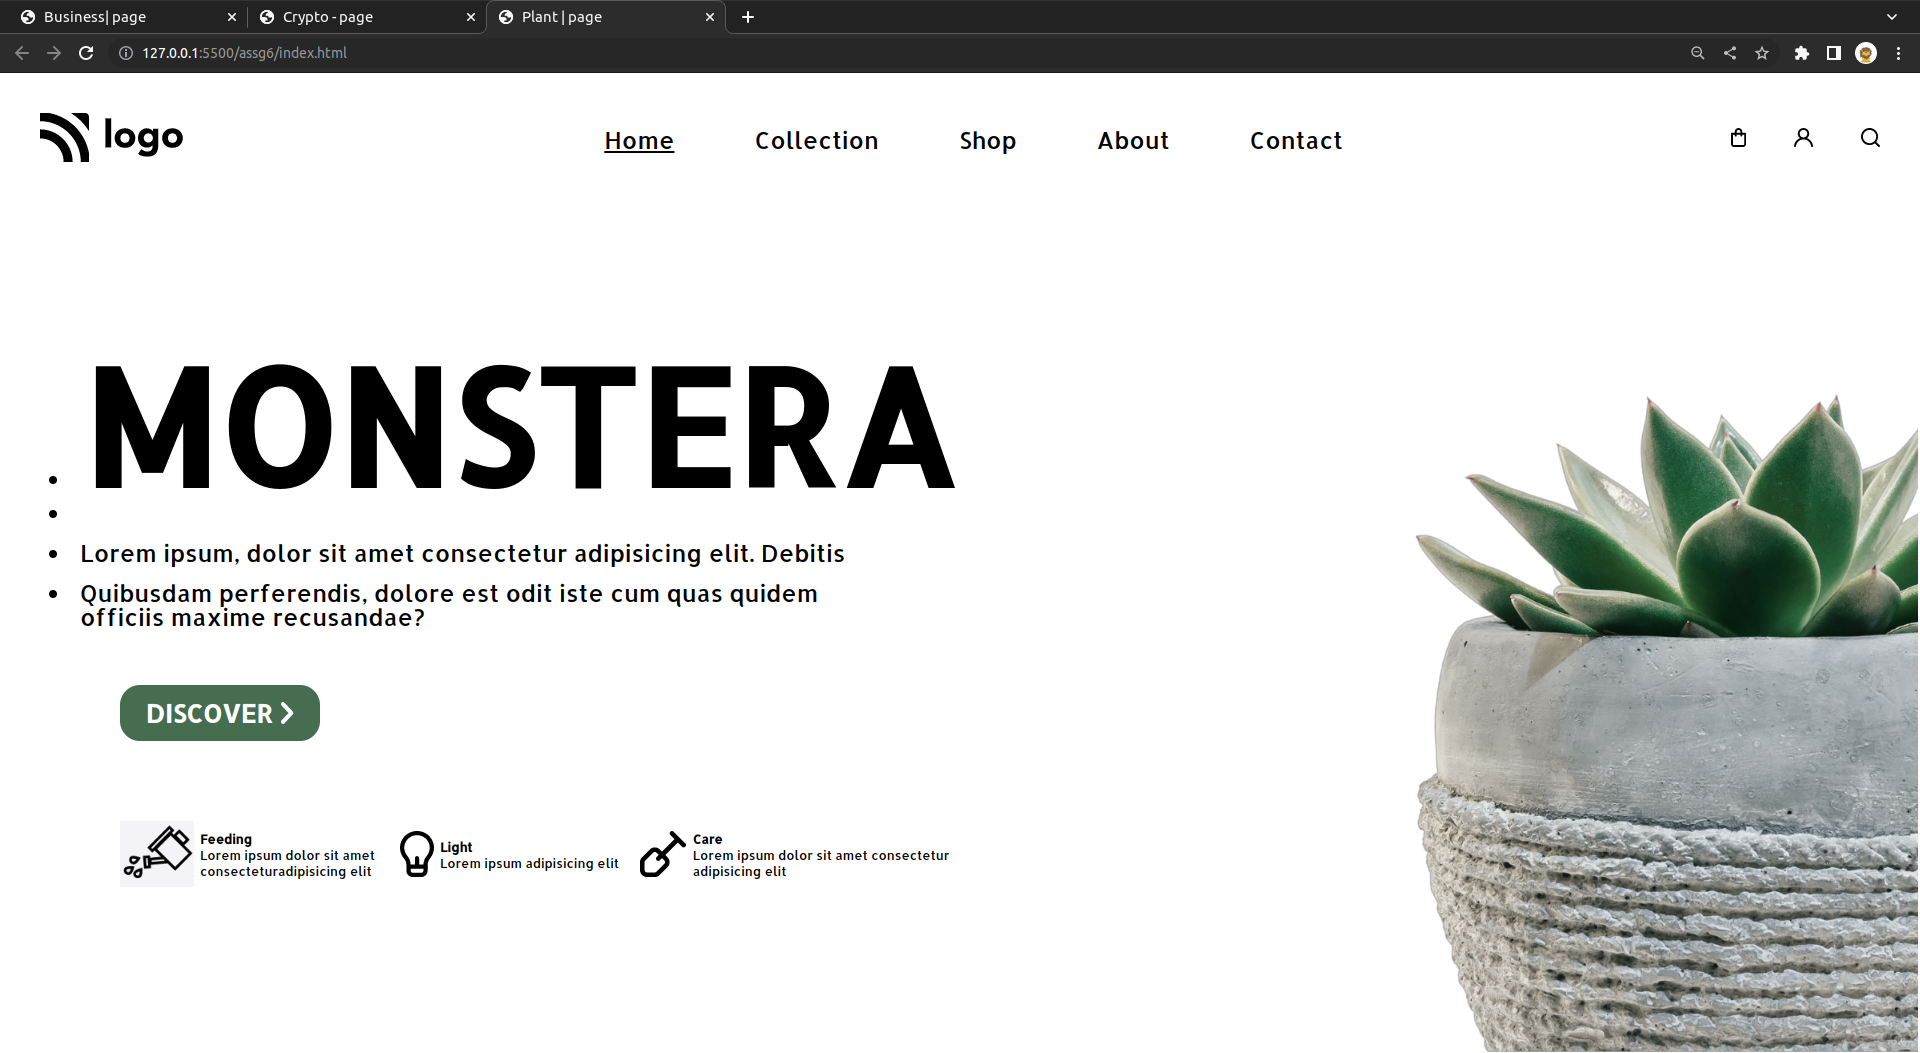 Business| page
Crypto - page
Plant | page
127.0.0.1:5500/assg6/index.html
logo
Home
Collection
Shop
About
Contact
MONSTERA
Lorem ipsum, dolor sit amet consectetur adipisicing elit. Debitis
Quibusdam perferendis, dolore est odit iste cum quas quidem
officiis maxime recusandae?
DISCOVER
Feeding
Lorem ipsum dolor sit amet
consecteturadipisicing elit
Light
Lorem ipsum adipisicing elit
Care
Lorem ipsum dolor sit amet consectetur
adipisicing elit